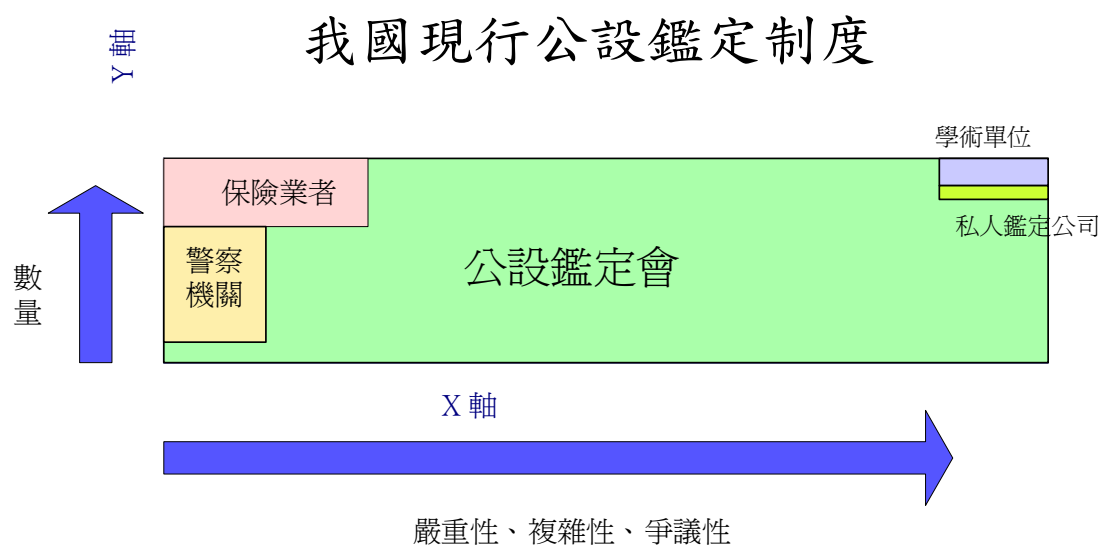 我國現行公設鑑定制度
Y 軸
學術單位
保險業者
私人鑑定公司
警察
機關
公設鑑定會
數
量
X 軸
嚴重性、複雜性、爭議性